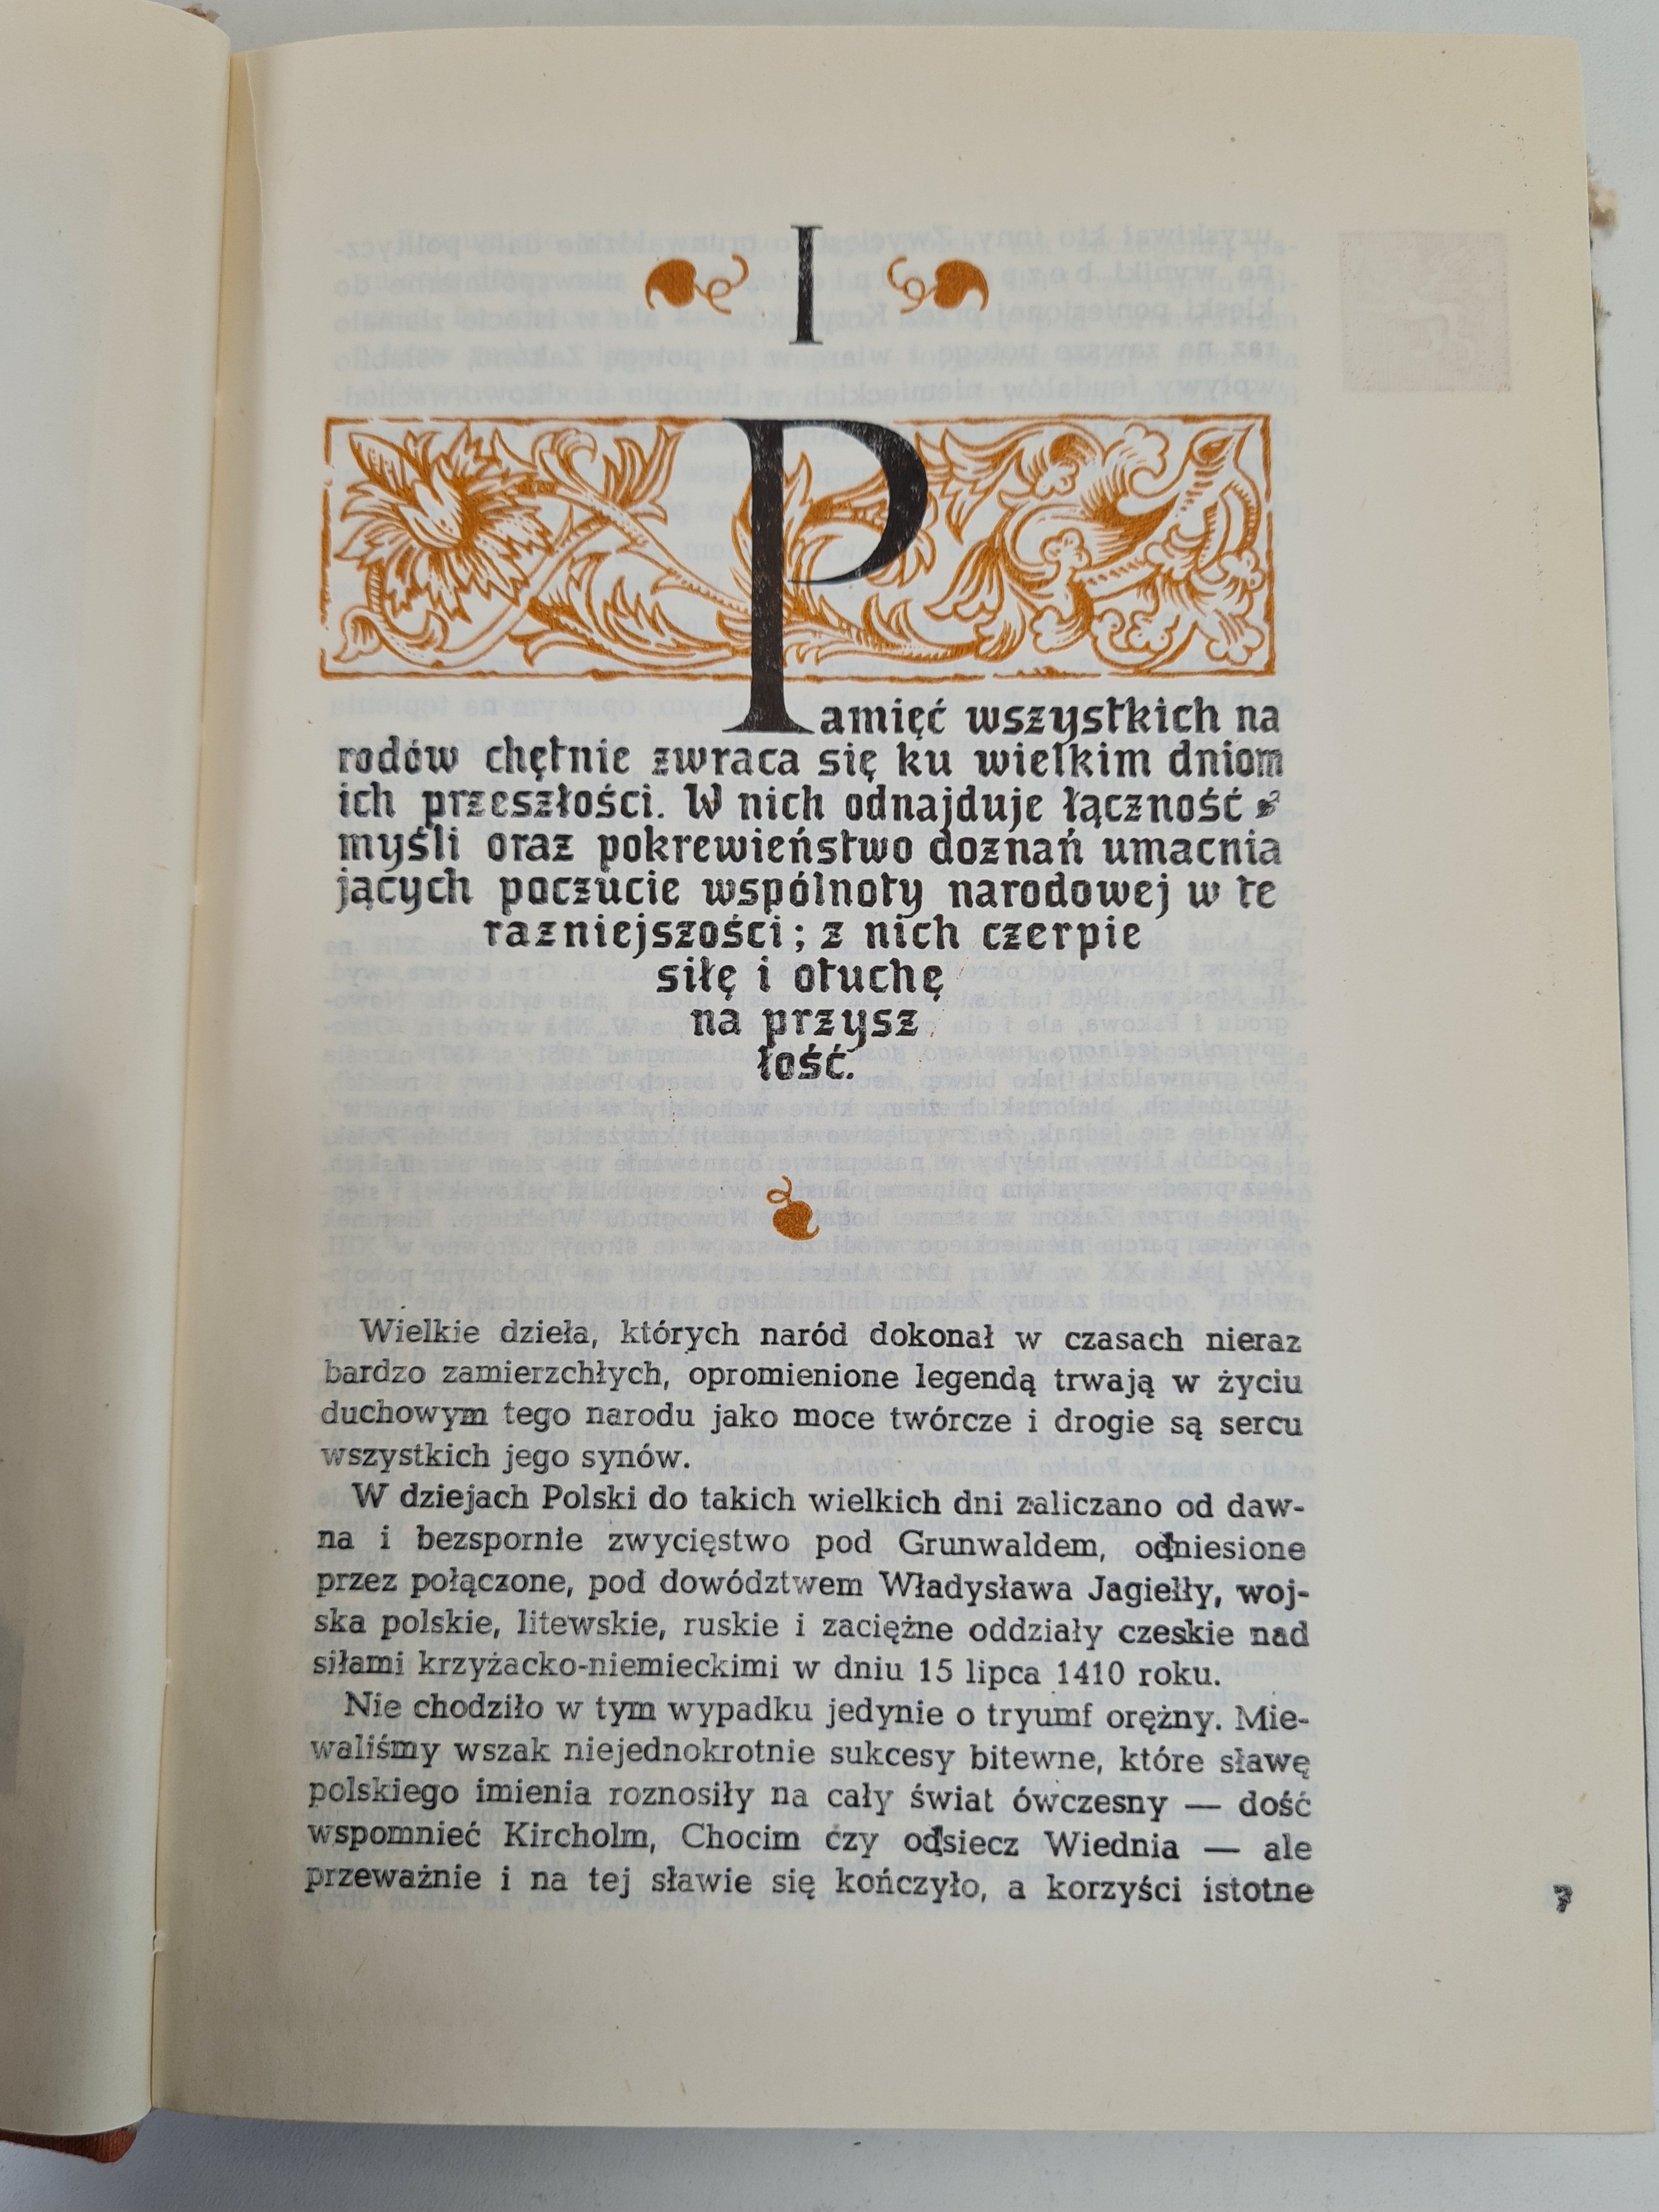 I
Pamięć wszystkich na
rodów chętnie zwraca się ku wielkim dniom
ich przeszłości. W nich odnajduje łączność
myśli oraz pokrewieństwo doznań umacnia
jących poczucie wspólnoty narodowej w te
razniejszości; z nich czerpie
siłę i otuchę
na przysz
łość.
Wielkie dzieła, których naród dokonał w czasach nieraz
bardzo zamierzchłych, opromienione legendą trwają w życiu
duchowym tego narodu jako moce twórcze i drogie są sercu
wszystkich jego synów.
W dziejach Polski do takich wielkich dni zaliczano od daw-
na i bezspornie zwycięstwo pod Grunwaldem, odniesione
przez połączone, pod dowództwem Władysława Jagiełły, woj-
ska polskie, litewskie, ruskie i zaciężne oddziały czeskie nad
siłami krzyżacko-niemieckimi w dniu 15 lipca 1410 roku.
Nie chodziło w tym wypadku jedynie o tryumf orężny. Mie-
waliśmy wszak niejednokrotnie sukcesy bitewne, które sławę
polskiego imienia roznosiły na cały świat ówczesny — dość
wspomnieć Kircholm, Chocim czy odsiecz Wiednia — ale
przeważnie i na tej sławie się kończyło, a korzyści istotne
7